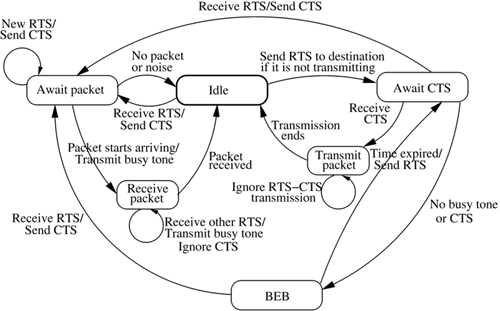 Receive RTS/Send CTS
New RTS/
Send CTS
No packet
or noise
Send RTS to destination
if it is not transmitting
Await packet
Idle
Await CTS
Receive RTS/
Send CTS
Receive
CTS
Transmission
ends
Packet starts arriving/
Transmit busy tone
Packet
received
Transmit
packet
Time expired/
Send RTS
Receive
packet
Ignore RTS-CTS
transmission
Receive RTS/
Send CTS
Receive other RTS/
Transmit busy tone
Ignore CTS
No busy tone
or CTS
BEB